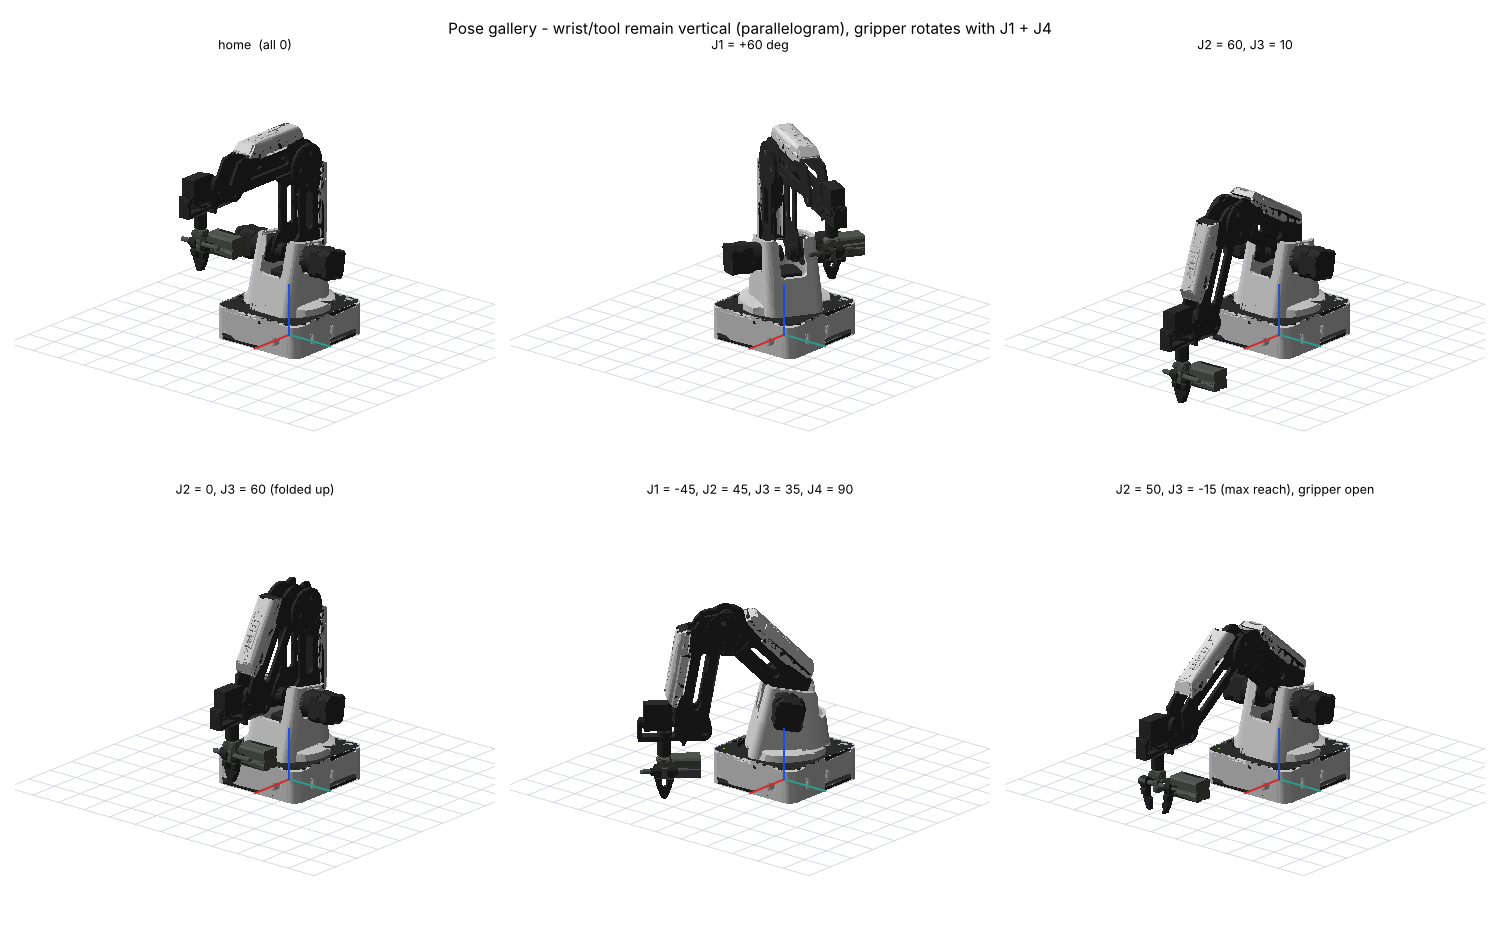 Pose gallery - wrist/tool remain vertical (parallelogram), gripper rotates with J1 + J4
home (all 0)
J1 = +60 deg
J2 = 60, J3 = 10
J2 = 0, J3 = 60 (folded up)
J1 = -45, J2 = 45, J3 = 35, J4 = 90
J2 = 50, J3 = -15 (max reach), gripper open